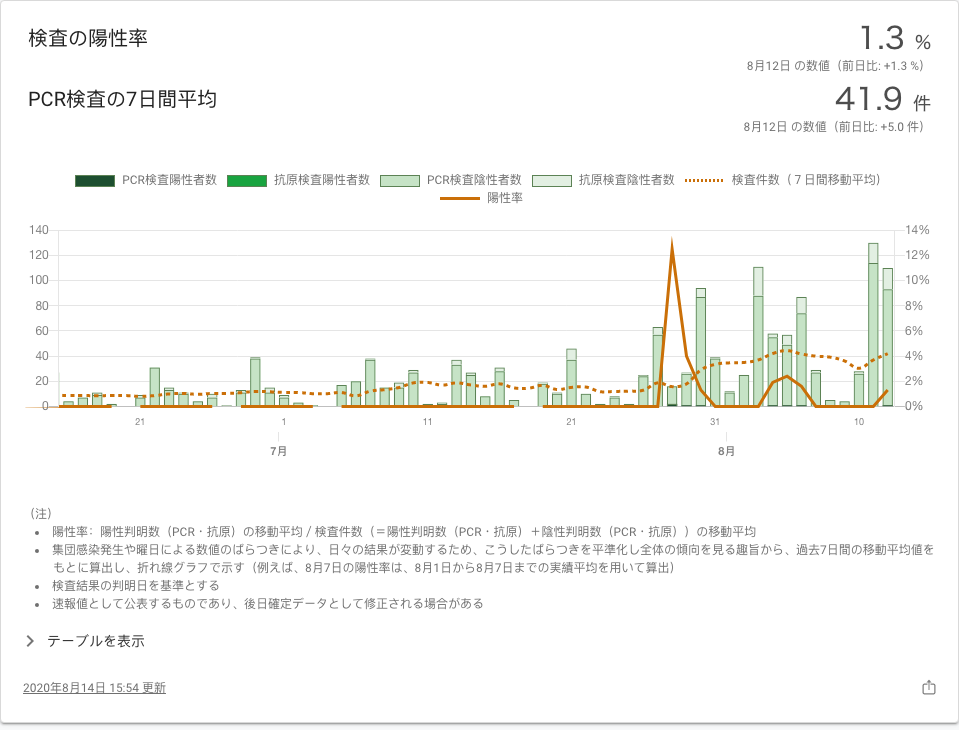 検査の陽性率
1.3 %
8月12日 の数値（前日比: +1.3 %）
PCR検査の7日間平均
41.9 件
8月12日 の数値（前日比: +5.0 件）
PCR検査陽性者数 抗原検査陽性者数 PCR検査陰性者数 抗原検査陰性者数 検査件数（７日間移動平均）
陽性率
140 14%
120 12%
100 10%
80 8%
60 6%
40 4%
20 2%
0 0%
21 1 11 21 31 10
7月 8月
（注）
• 陽性率：陽性判明数（PCR・抗原）の移動平均 / 検査件数（＝陽性判明数（PCR・抗原）＋陰性判明数（PCR・抗原））の移動平均
• 集団感染発生や曜日による数値のばらつきにより、日々の結果が変動するため、こうしたばらつきを平準化し全体の傾向を見る趣旨から、過去7日間の移動平均値を
もとに算出し、折れ線グラフで示す（例えば、8月7日の陽性率は、8月1日から8月7日までの実績平均を用いて算出）
• 検査結果の判明日を基準とする
• 速報値として公表するものであり、後日確定データとして修正される場合がある
テーブルを表示
2020年8月14日 15:54 更新